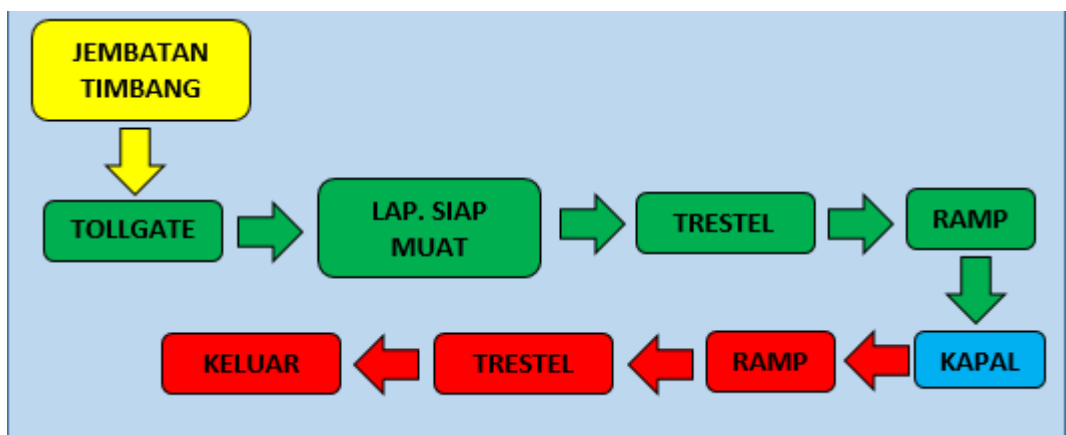 JEMBATAN
TIMBANG
TOLLGATE
LAP. SIAP
MUAT
TRESTEL
RAMP
KAPAL
RAMP
TRESTEL
KELUAR